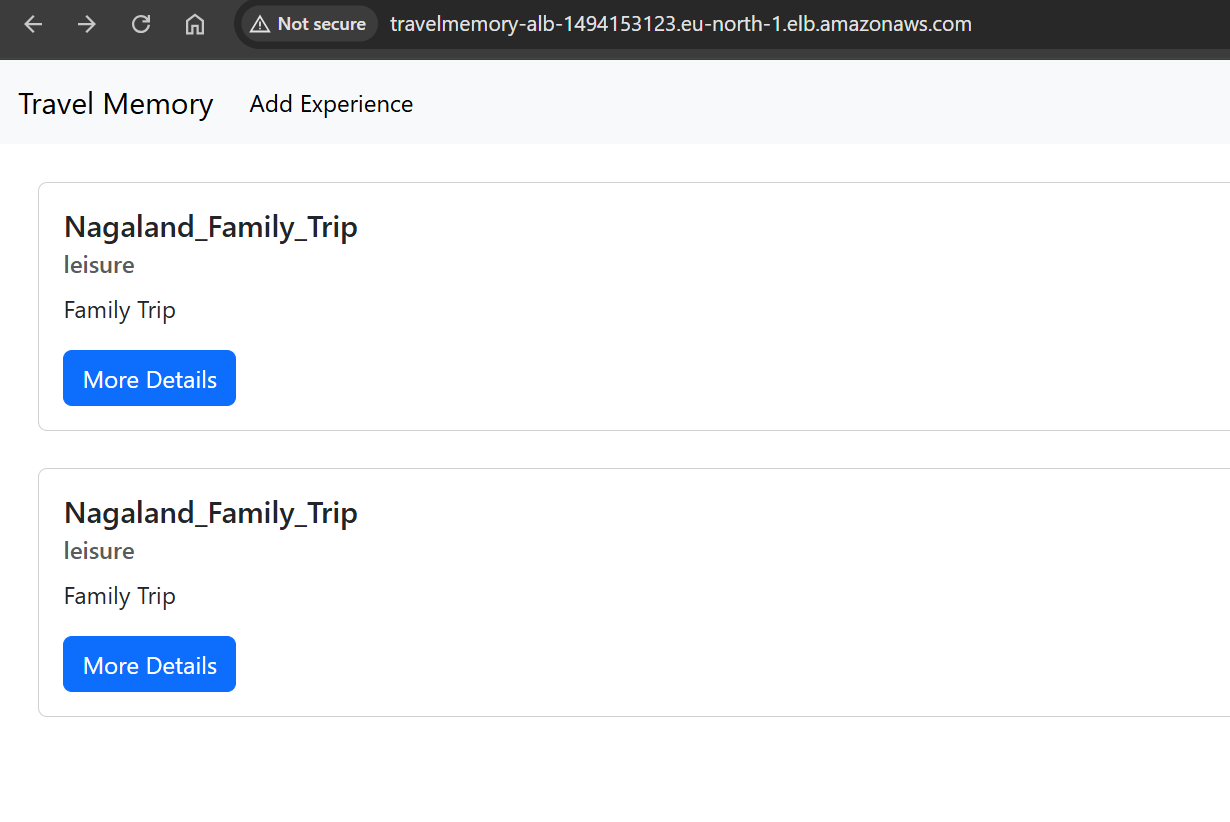 Not secure travelmemory-alb-1494153123.eu-north-1.elb.amazonaws.com
Travel Memory Add Experience
Nagaland_Family_Trip
leisure
Family Trip
More Details
Nagaland_Family_Trip
leisure
Family Trip
More Details